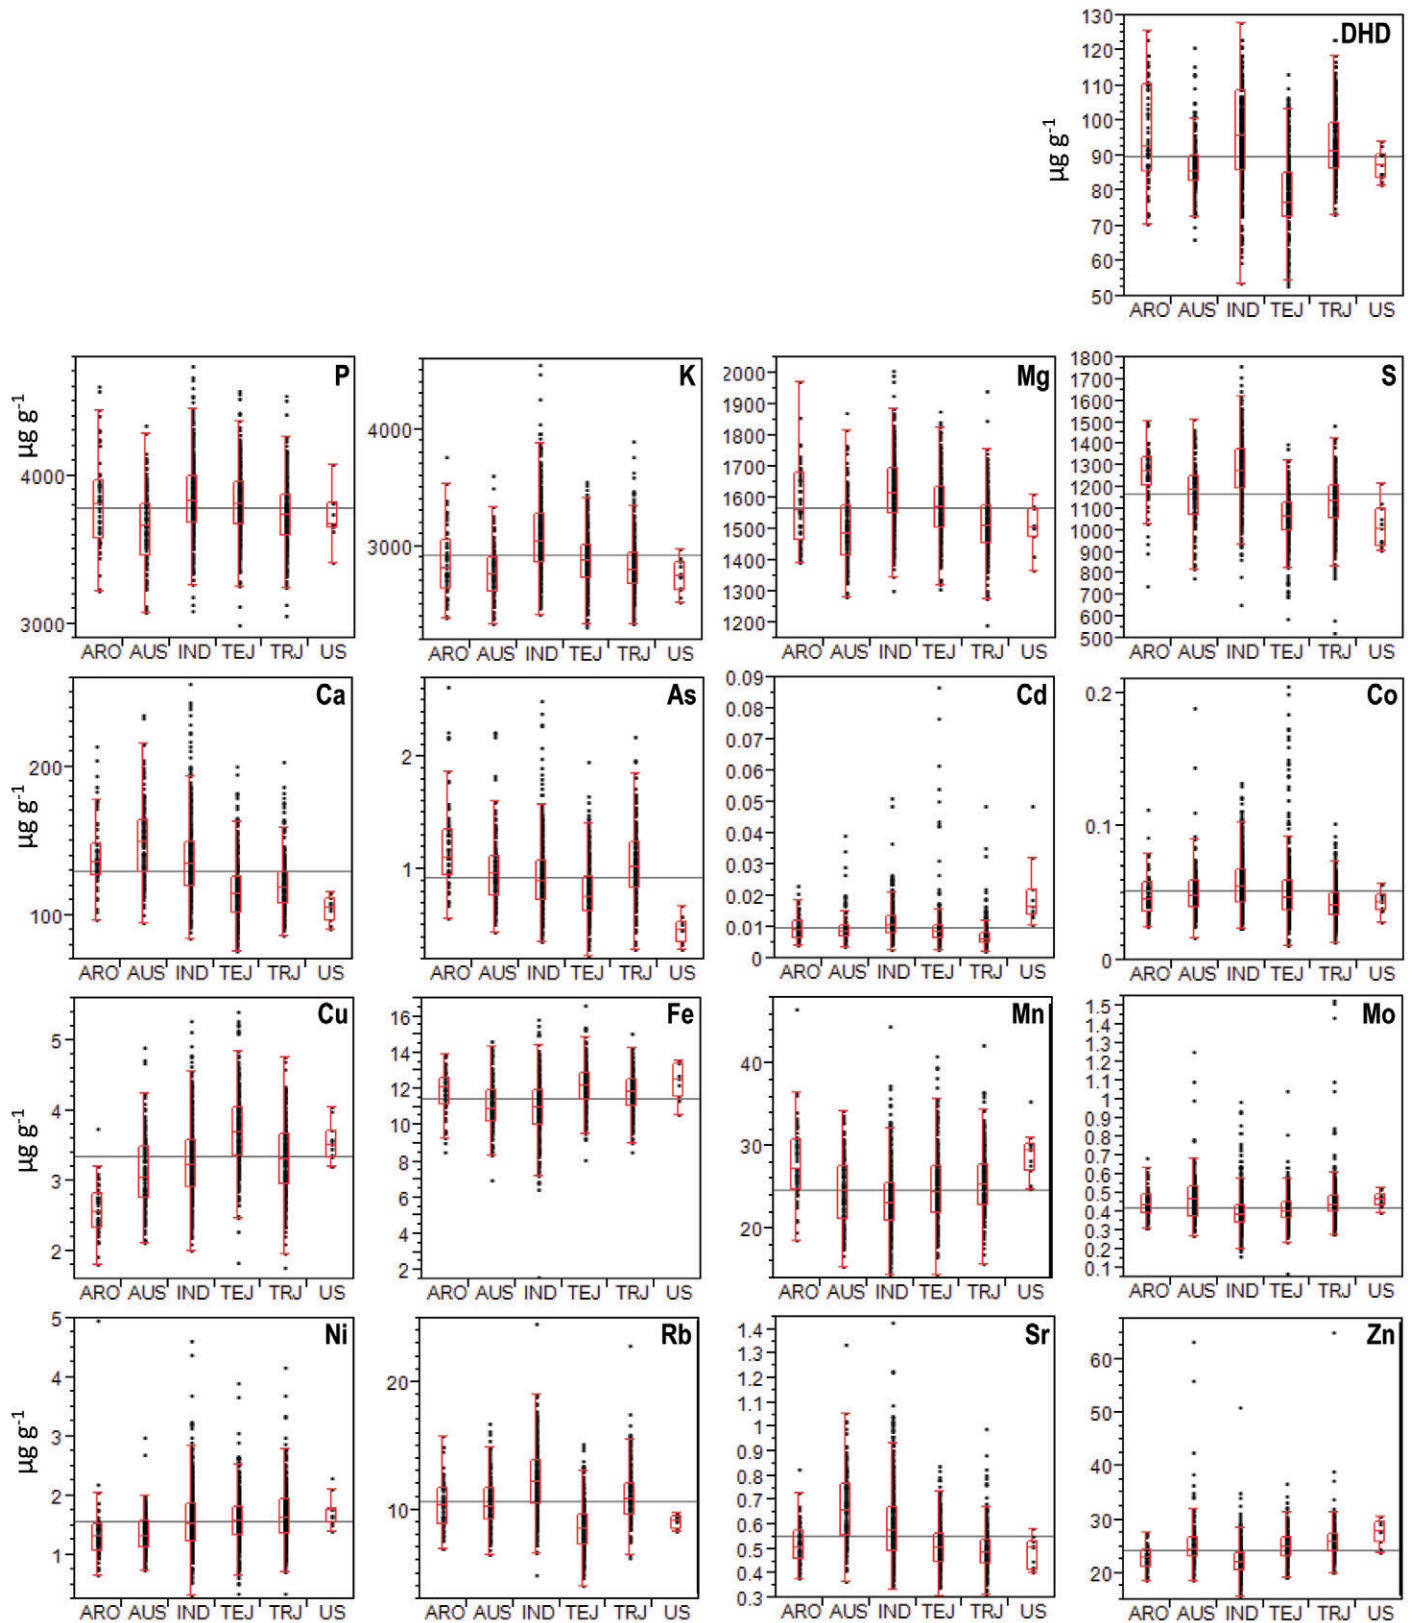 DHD
µg g-1
130
120
110
100
90
80
70
60
50
ARO AUS IND TEJ TRJ US
P
µg g-1
4000
3000
ARO AUS IND TEJ TRJ US
K
4000
3000
ARO AUS IND TEJ TRJ US
Mg
2000
1900
1800
1700
1600
1500
1400
1300
1200
ARO AUS IND TEJ TRJ US
S
1800
1700
1600
1500
1400
1300
1200
1100
1000
900
800
700
600
500
ARO AUS IND TEJ TRJ US
Ca
µg g-1
200
100
ARO AUS IND TEJ TRJ US
As
2
1
ARO AUS IND TEJ TRJ US
Cd
0.09
0.08
0.07
0.06
0.05
0.04
0.03
0.02
0.01
0
ARO AUS IND TEJ TRJ US
Co
0.2
0.1
0
ARO AUS IND TEJ TRJ US
Cu
µg g-1
5
4
3
2
ARO AUS IND TEJ TRJ US
Fe
16
14
12
10
8
6
4
2
ARO AUS IND TEJ TRJ US
Mn
40
30
20
ARO AUS IND TEJ TRJ US
Mo
1.5
1.4
1.3
1.2
1.1
1
0.9
0.8
0.7
0.6
0.5
0.4
0.3
0.2
0.1
ARO AUS IND TEJ TRJ US
Ni
µg g-1
5
4
3
2
1
ARO AUS IND TEJ TRJ US
Rb
20
10
ARO AUS IND TEJ TRJ US
Sr
1.4
1.3
1.2
1.1
1
0.9
0.8
0.7
0.6
0.5
0.4
0.3
ARO AUS IND TEJ TRJ US
Zn
60
50
40
30
20
ARO AUS IND TEJ TRJ US